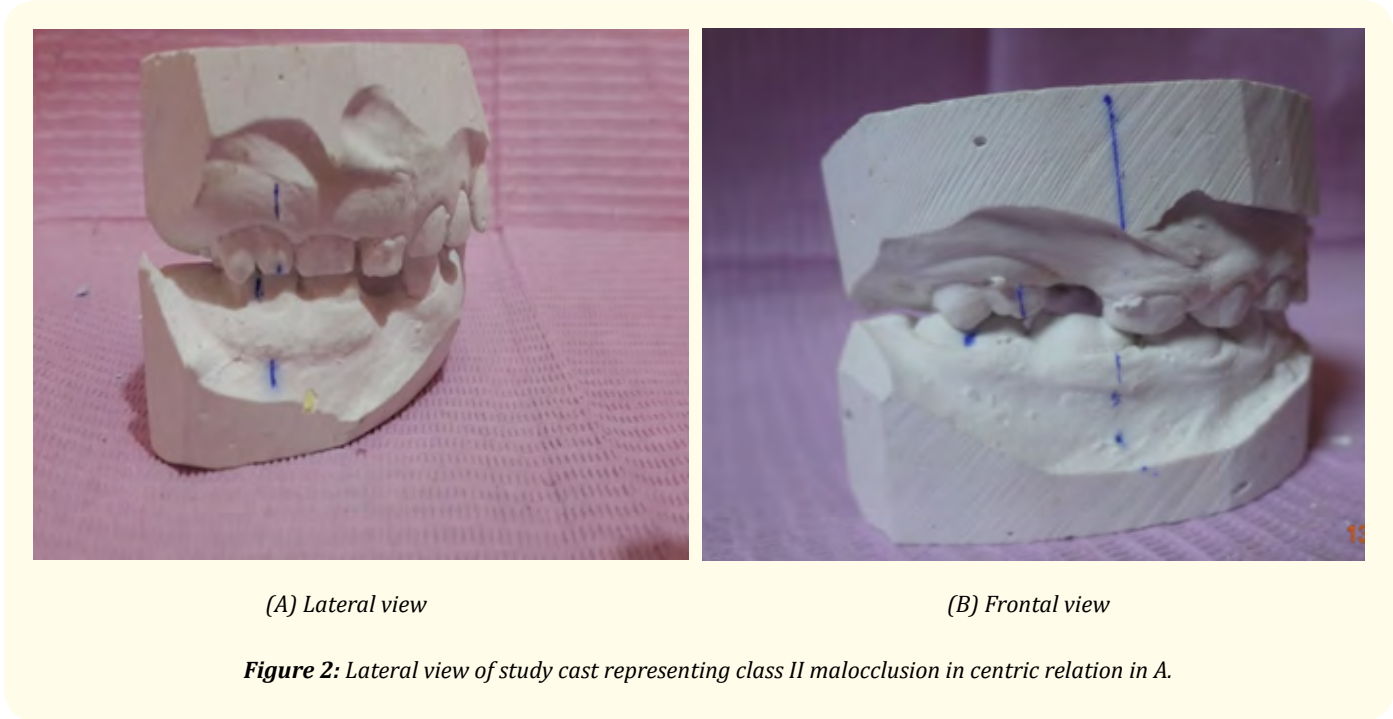 13
(A) Lateral view
(B) Frontal view
Figure 2: Lateral view of study cast representing class II malocclusion in centric relation in A.